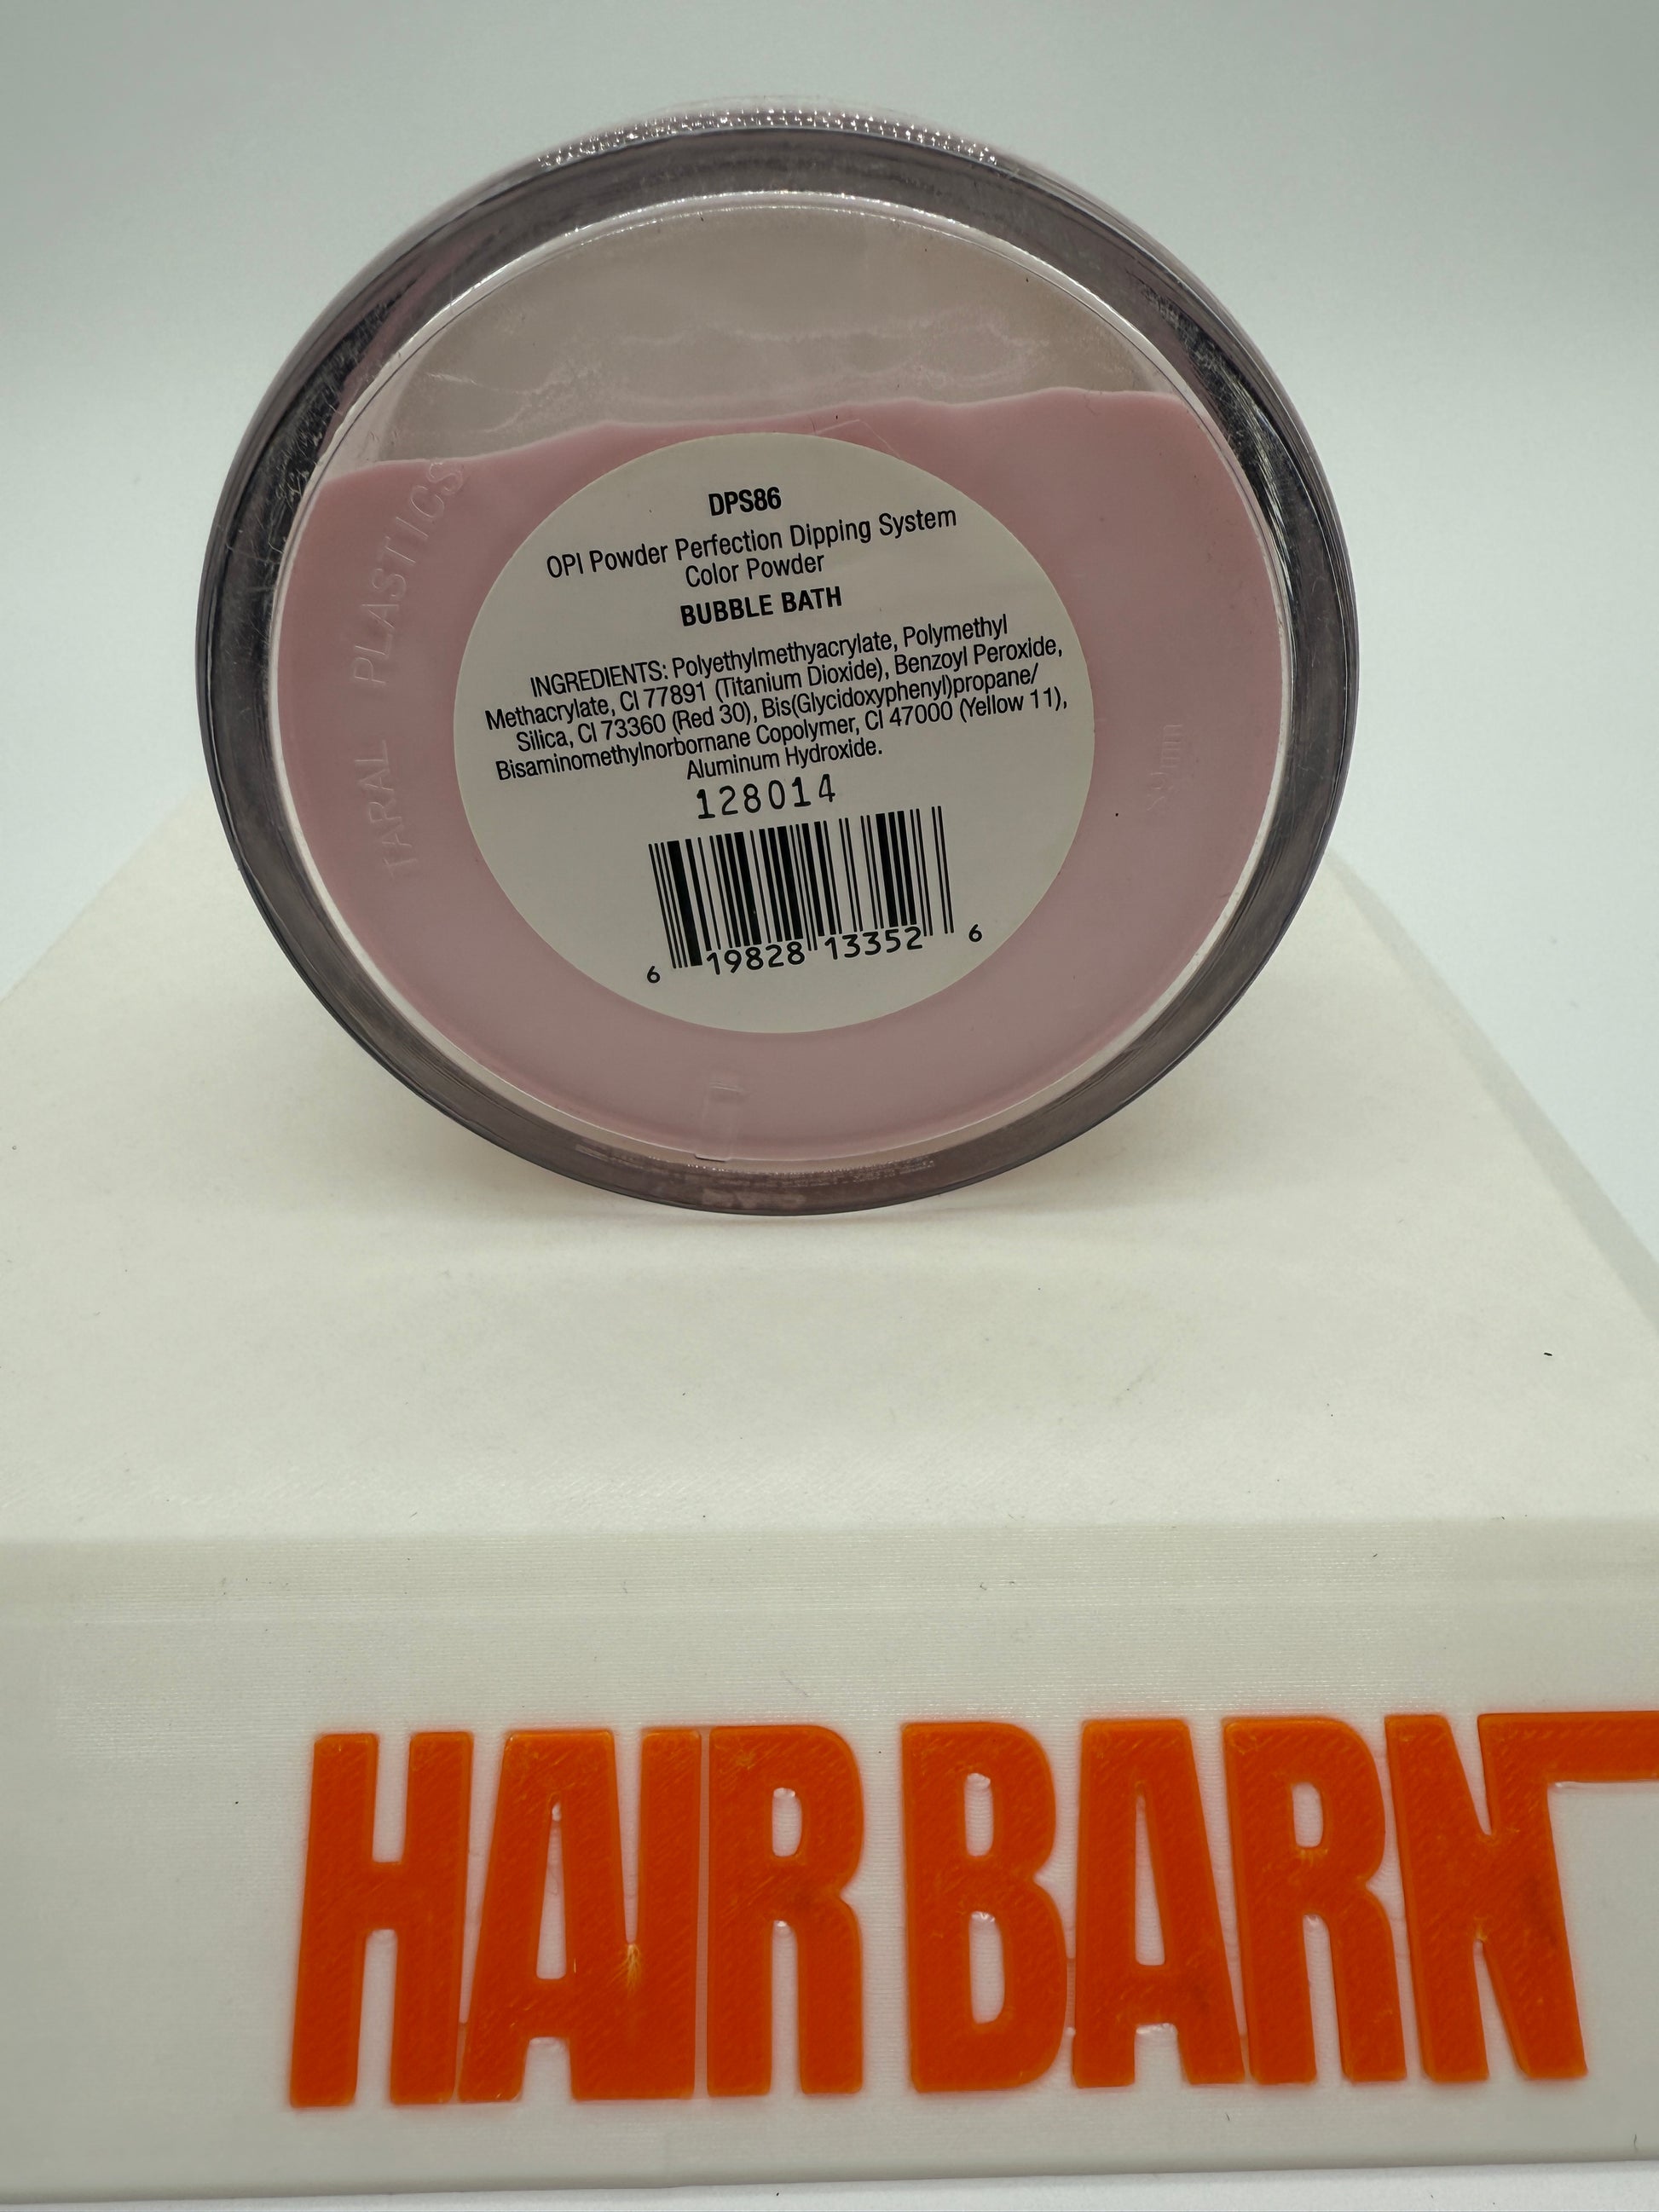 DPS86
OPI Powder Perfection Dipping System
Color Powder
BUBBLE BATH
INGREDIENTS: Polyethylmethyacrylate, Polymethyl
Methacrylate, CI 77891 (Titanium Dioxide), Benzoyl Peroxide,
Silica, CI 73360 (Red 30), Bis(Glycidoxyphenyl)propane/
Bisaminomethylnorbornane Copolymer, CI 47000 (Yellow 11),
Aluminum Hydroxide.
128014
6 19828 13352 6
TARAL PLASTICS
HAIR BARN